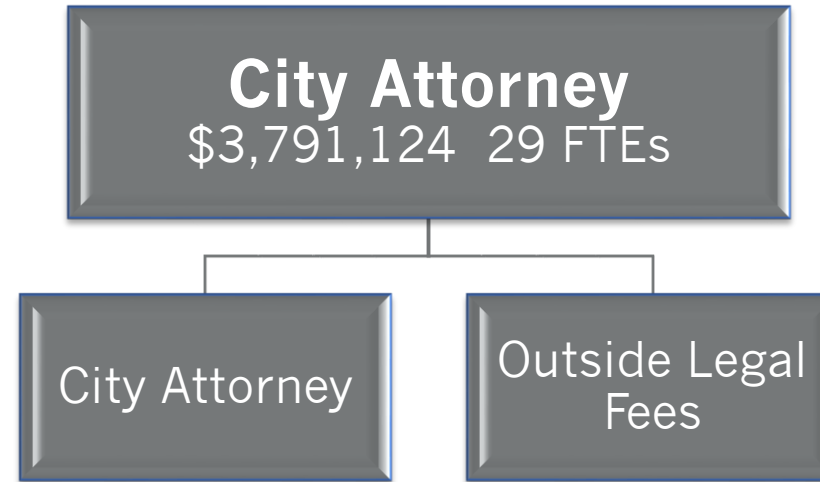 City Attorney
$3,791,124 29 FTEs
City Attorney
Outside Legal
Fees